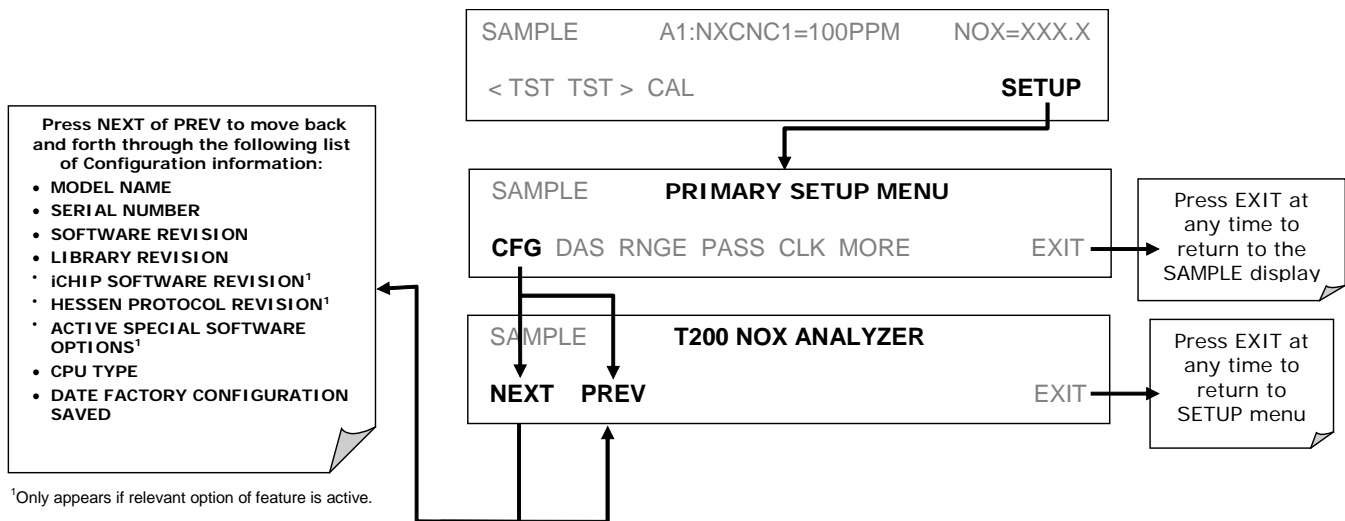 SAMPLE A1:NXCNC1=100PPM NOX=XXX.X
< TST TST > CAL SETUP
Press NEXT of PREV to move back
and forth through the following list
of Configuration information:
• MODEL NAME
• SERIAL NUMBER
• SOFTWARE REVISION
• LIBRARY REVISION
• iCHIP SOFTWARE REVISION¹
• HESSEN PROTOCOL REVISION¹
• ACTIVE SPECIAL SOFTWARE
OPTIONS¹
• CPU TYPE
• DATE FACTORY CONFIGURATION
SAVED
¹Only appears if relevant option of feature is active.
SAMPLE PRIMARY SETUP MENU
CFG DAS RNGE PASS CLK MORE EXIT
Press EXIT at
any time to
return to the
SAMPLE display
SAMPLE T200 NOX ANALYZER
NEXT PREV EXIT
Press EXIT at
any time to
return to
SETUP menu